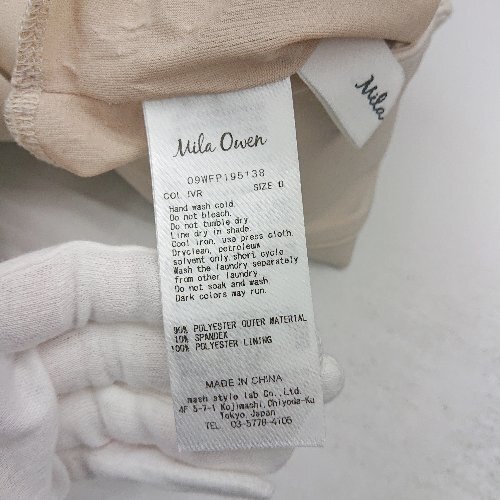 Mila
Mila Owen
09WFP195138
COL IVR SIZE 0
Hand wash cold.
Do not bleach.
Do not tumble dry.
Line dry in shade.
Cool iron, use press cloth.
Dryclean, petroleum
solvent only short cycle
Wash the laundry separately
from other laundry.
Do not soak and wash
Dark colors may run.
90% POLYESTER OUTER MATERIAL
10% SPANDEX
100% POLYESTER LINING
MADE IN CHINA
mash style lab Co., Ltd.
4F 5-7-1 Kojimachi, Chiyoda-Ku
Tokyo, Japan
TEL 03-5778-4705